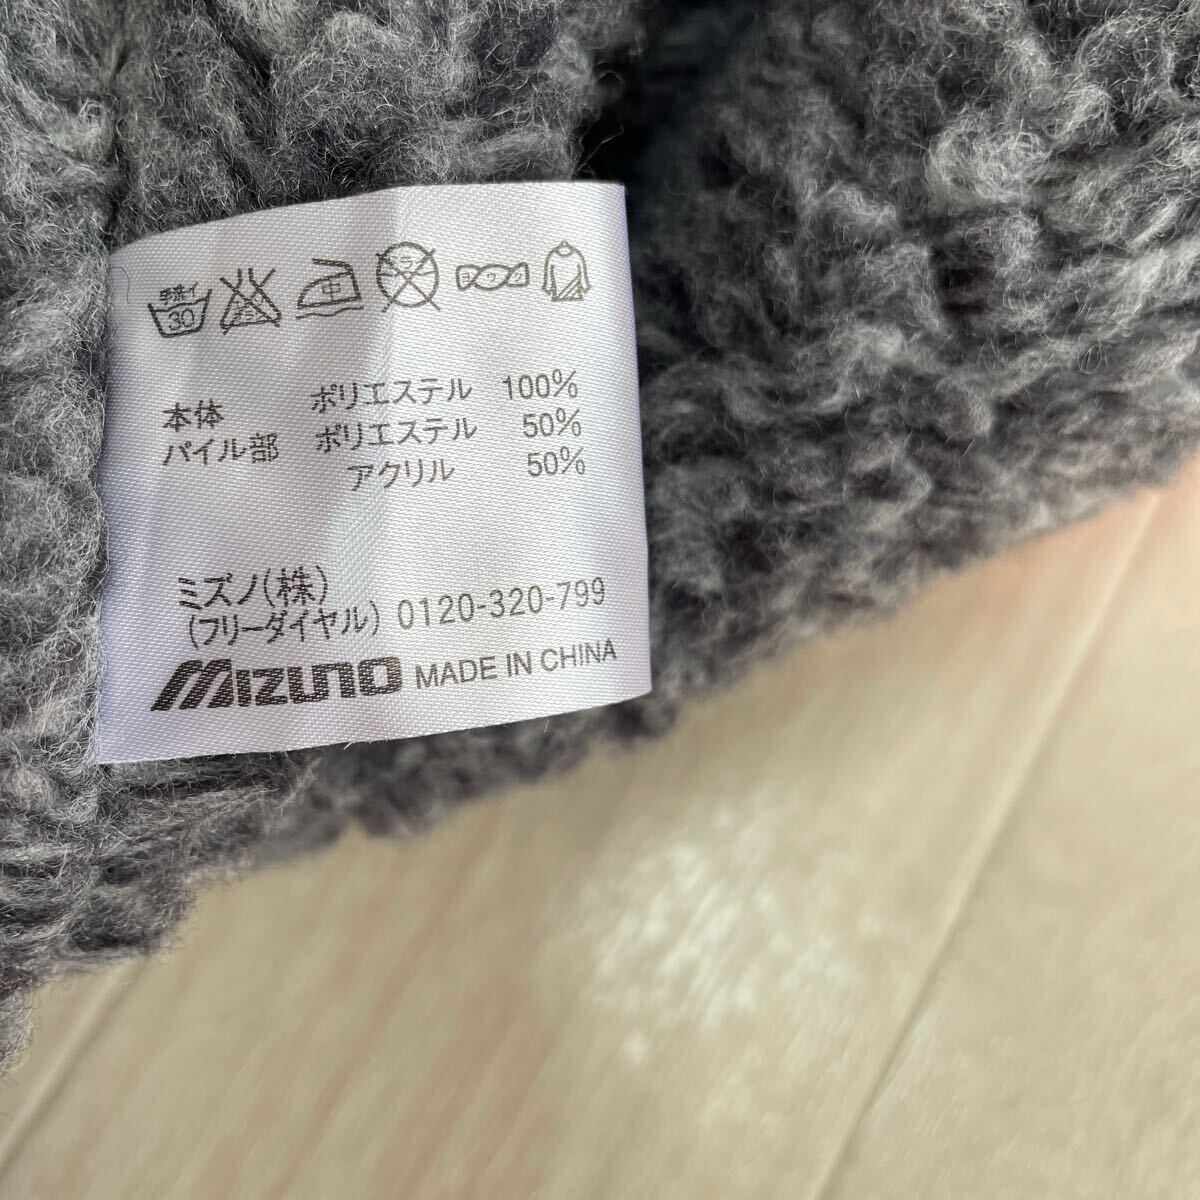 手洗イ
30
中
本体 ポリエステル 100%
パイル部 ポリエステル 50%
アクリル 50%
ミズノ(株)
(フリーダイヤル) 0120-320-799
MIZUNO MADE IN CHINA